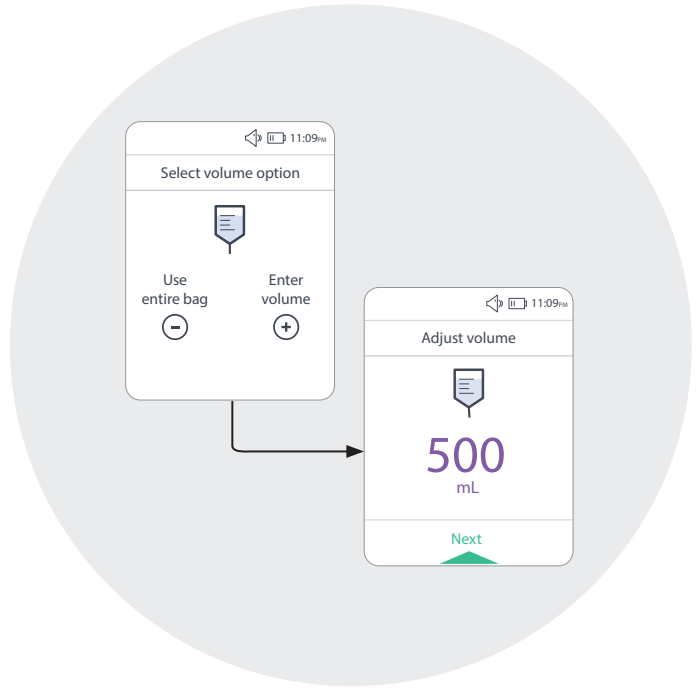 11:09PM
Select volume option
Use
entire bag
Enter
volume
11:09PM
Adjust volume
500
mL
Next